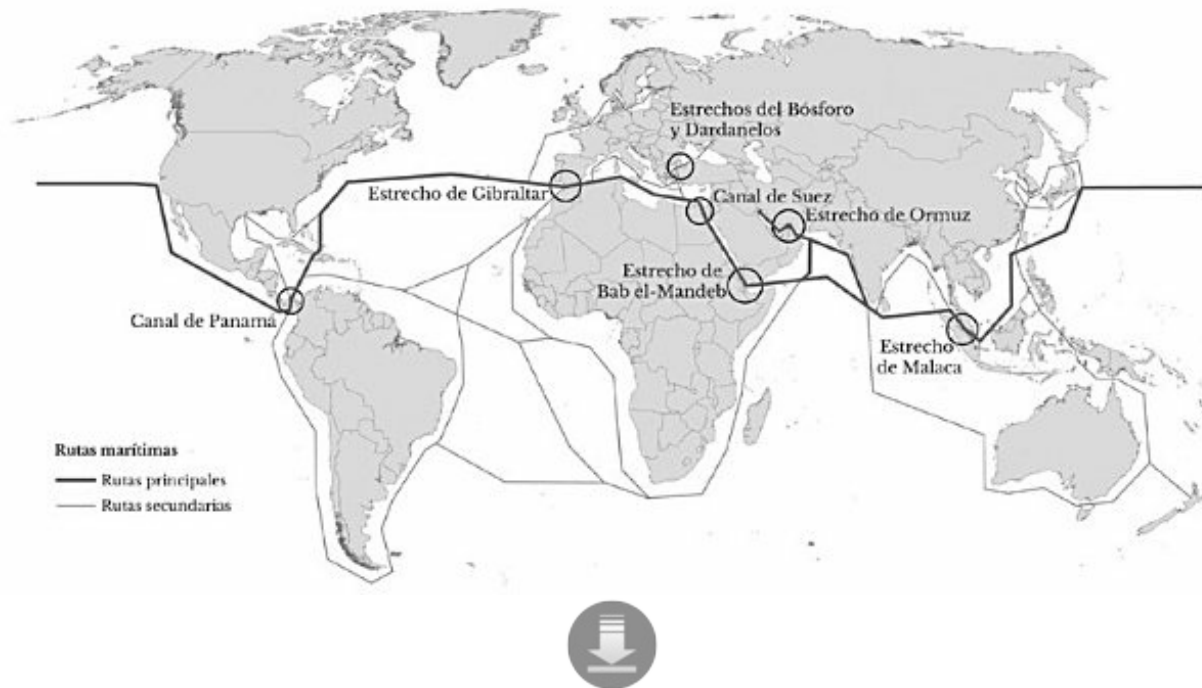 Estrechos del Bósforo
y Dardanelos
Estrecho de Gibraltar
Canal de Suez
Estrecho de Ormuz
Estrecho de
Bab el-Mandeb
Canal de Panamá
Estrecho
de Malaca
Rutas marítimas
Rutas principales
Rutas secundarias